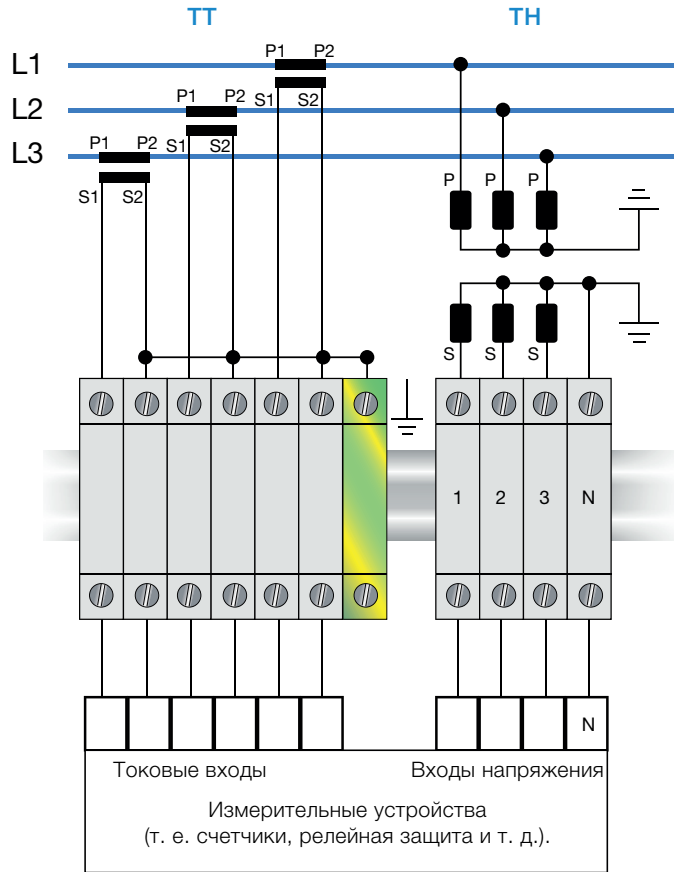 ТТ ТН
P1 P2
L1
P1 P2 S1 S2
L2
P1 P2 S1 S2
L3
S1 S2 P P P
S S S
1 2 3 N
N
Токовые входы Входы напряжения
Измерительные устройства
(т. е. счетчики, релейная защита и т. д.).